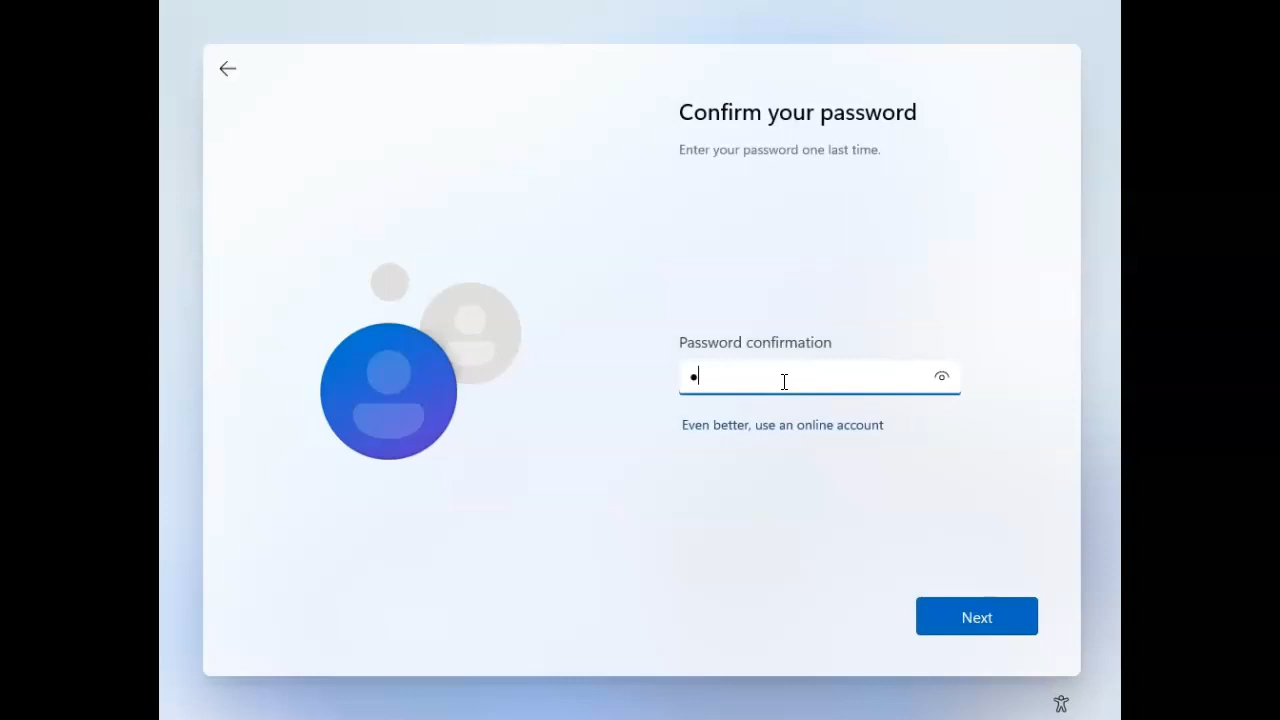 Confirm your password
Enter your password one last time.
Password confirmation
●
Even better, use an online account
Next